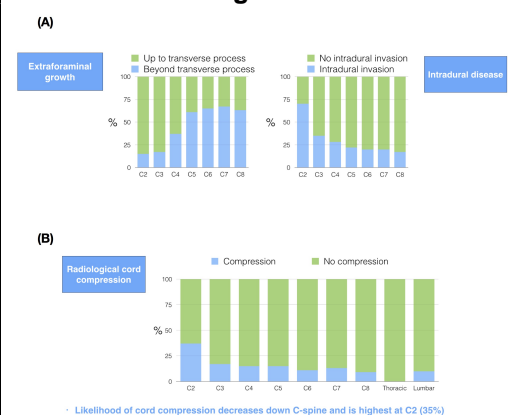 (A)
Extraforaminal
growth
Up to transverse process
Beyond transverse process
100
75
%
50
25
0
C2 C3 C4 C5 C6 C7 C8
No intradural invasion
Intradural invasion
100
75
%
50
25
0
C2 C3 C4 C5 C6 C7 C8
Intradural disease
(B)
Radiological cord
compression
Compression No compression
100
75
% 50
25
0
C2 C3 C4 C5 C6 C7 C8 Thoracic Lumbar
· Likelihood of cord compression decreases down C-spine and is highest at C2 (35%)